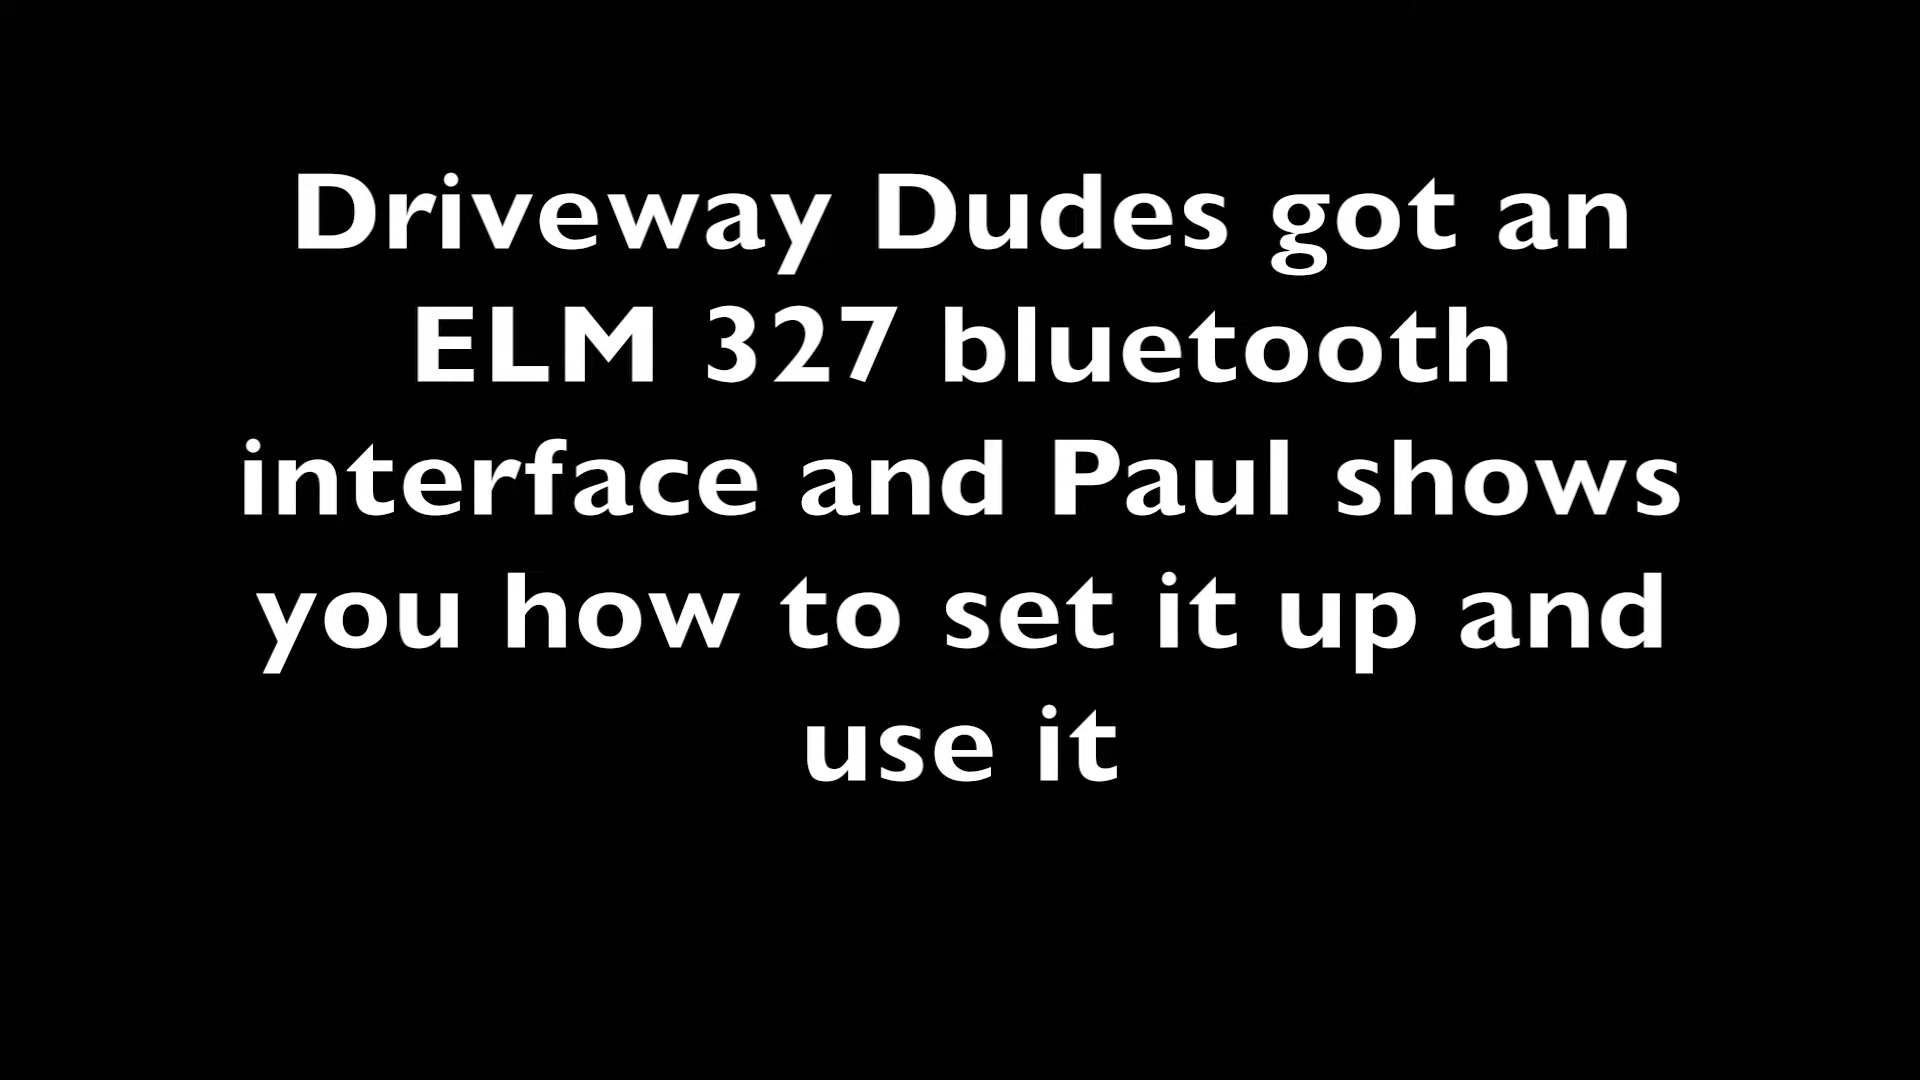 Driveway Dudes got an
ELM 327 bluetooth
interface and Paul shows
you how to set it up and
use it